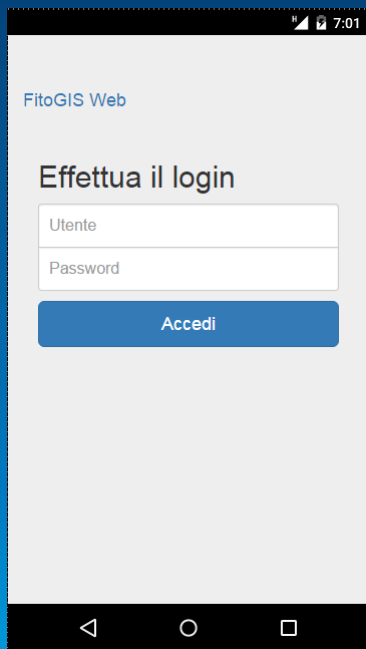 H 7:01
FitoGIS Web
Effettua il login
Utente
Password
Accedi